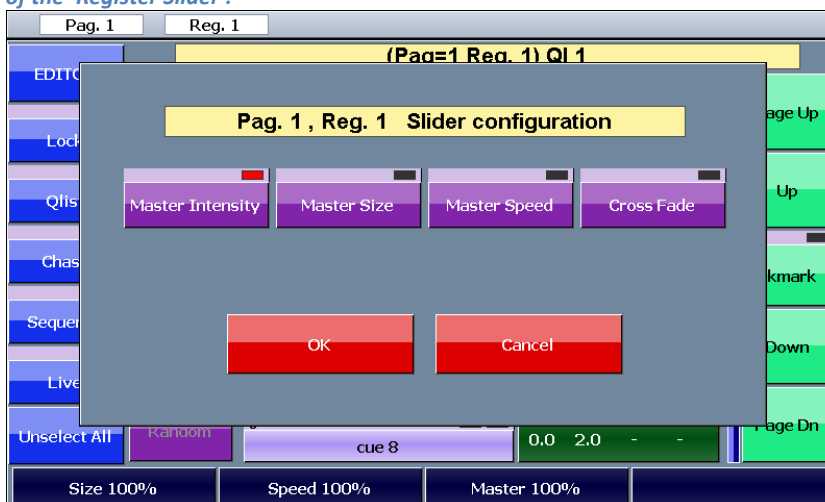 of the 'Register Slider'.
Pag. 1 Reg. 1
(Pag=1 Reg. 1) Ql 1
Pag. 1 , Reg. 1 Slider configuration
Up
Master Intensity Master Size Master Speed Cross Fade
OK Cancel
Down
Unselect All Random cue 8 0.0 2.0 - -
Size 100% Speed 100% Master 100%